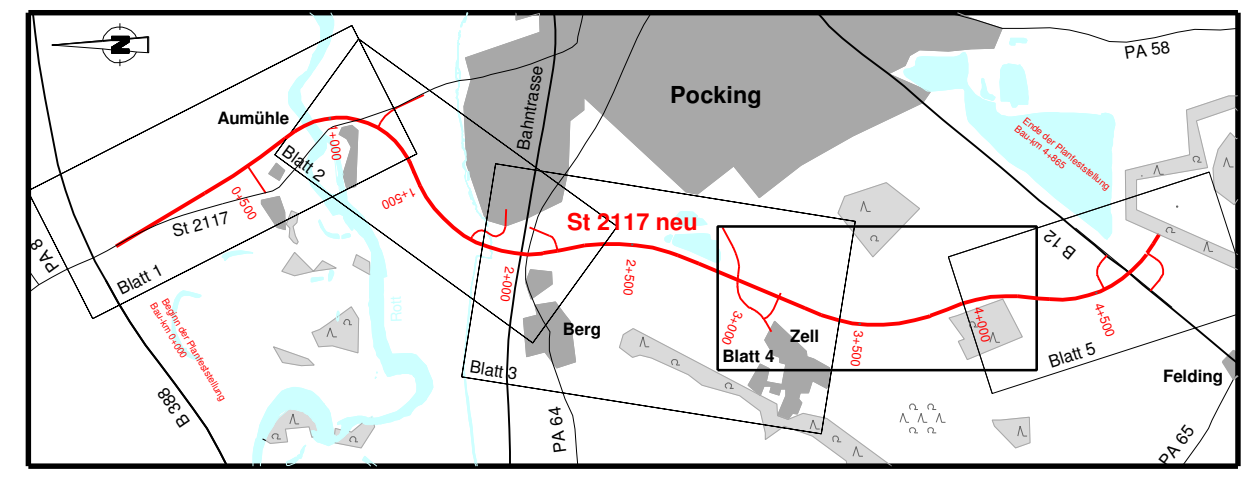 N
PA 58
Pocking
Bahntrasse
Aumühle
Blatt 2
1+000
0+500
1+500
St 2117
PA 8
Blatt 1
Beginn der Planfeststellung
Bau-km 0+000
B 388
Rott
St 2117 neu
2+000
2+500
Berg
Blatt 3
PA 64
3+000
Blatt 4
Zell
3+500
Ende der Planfeststellung
Bau-km 4+865
B 12
4+000
4+500
Blatt 5
Felding
PA 65